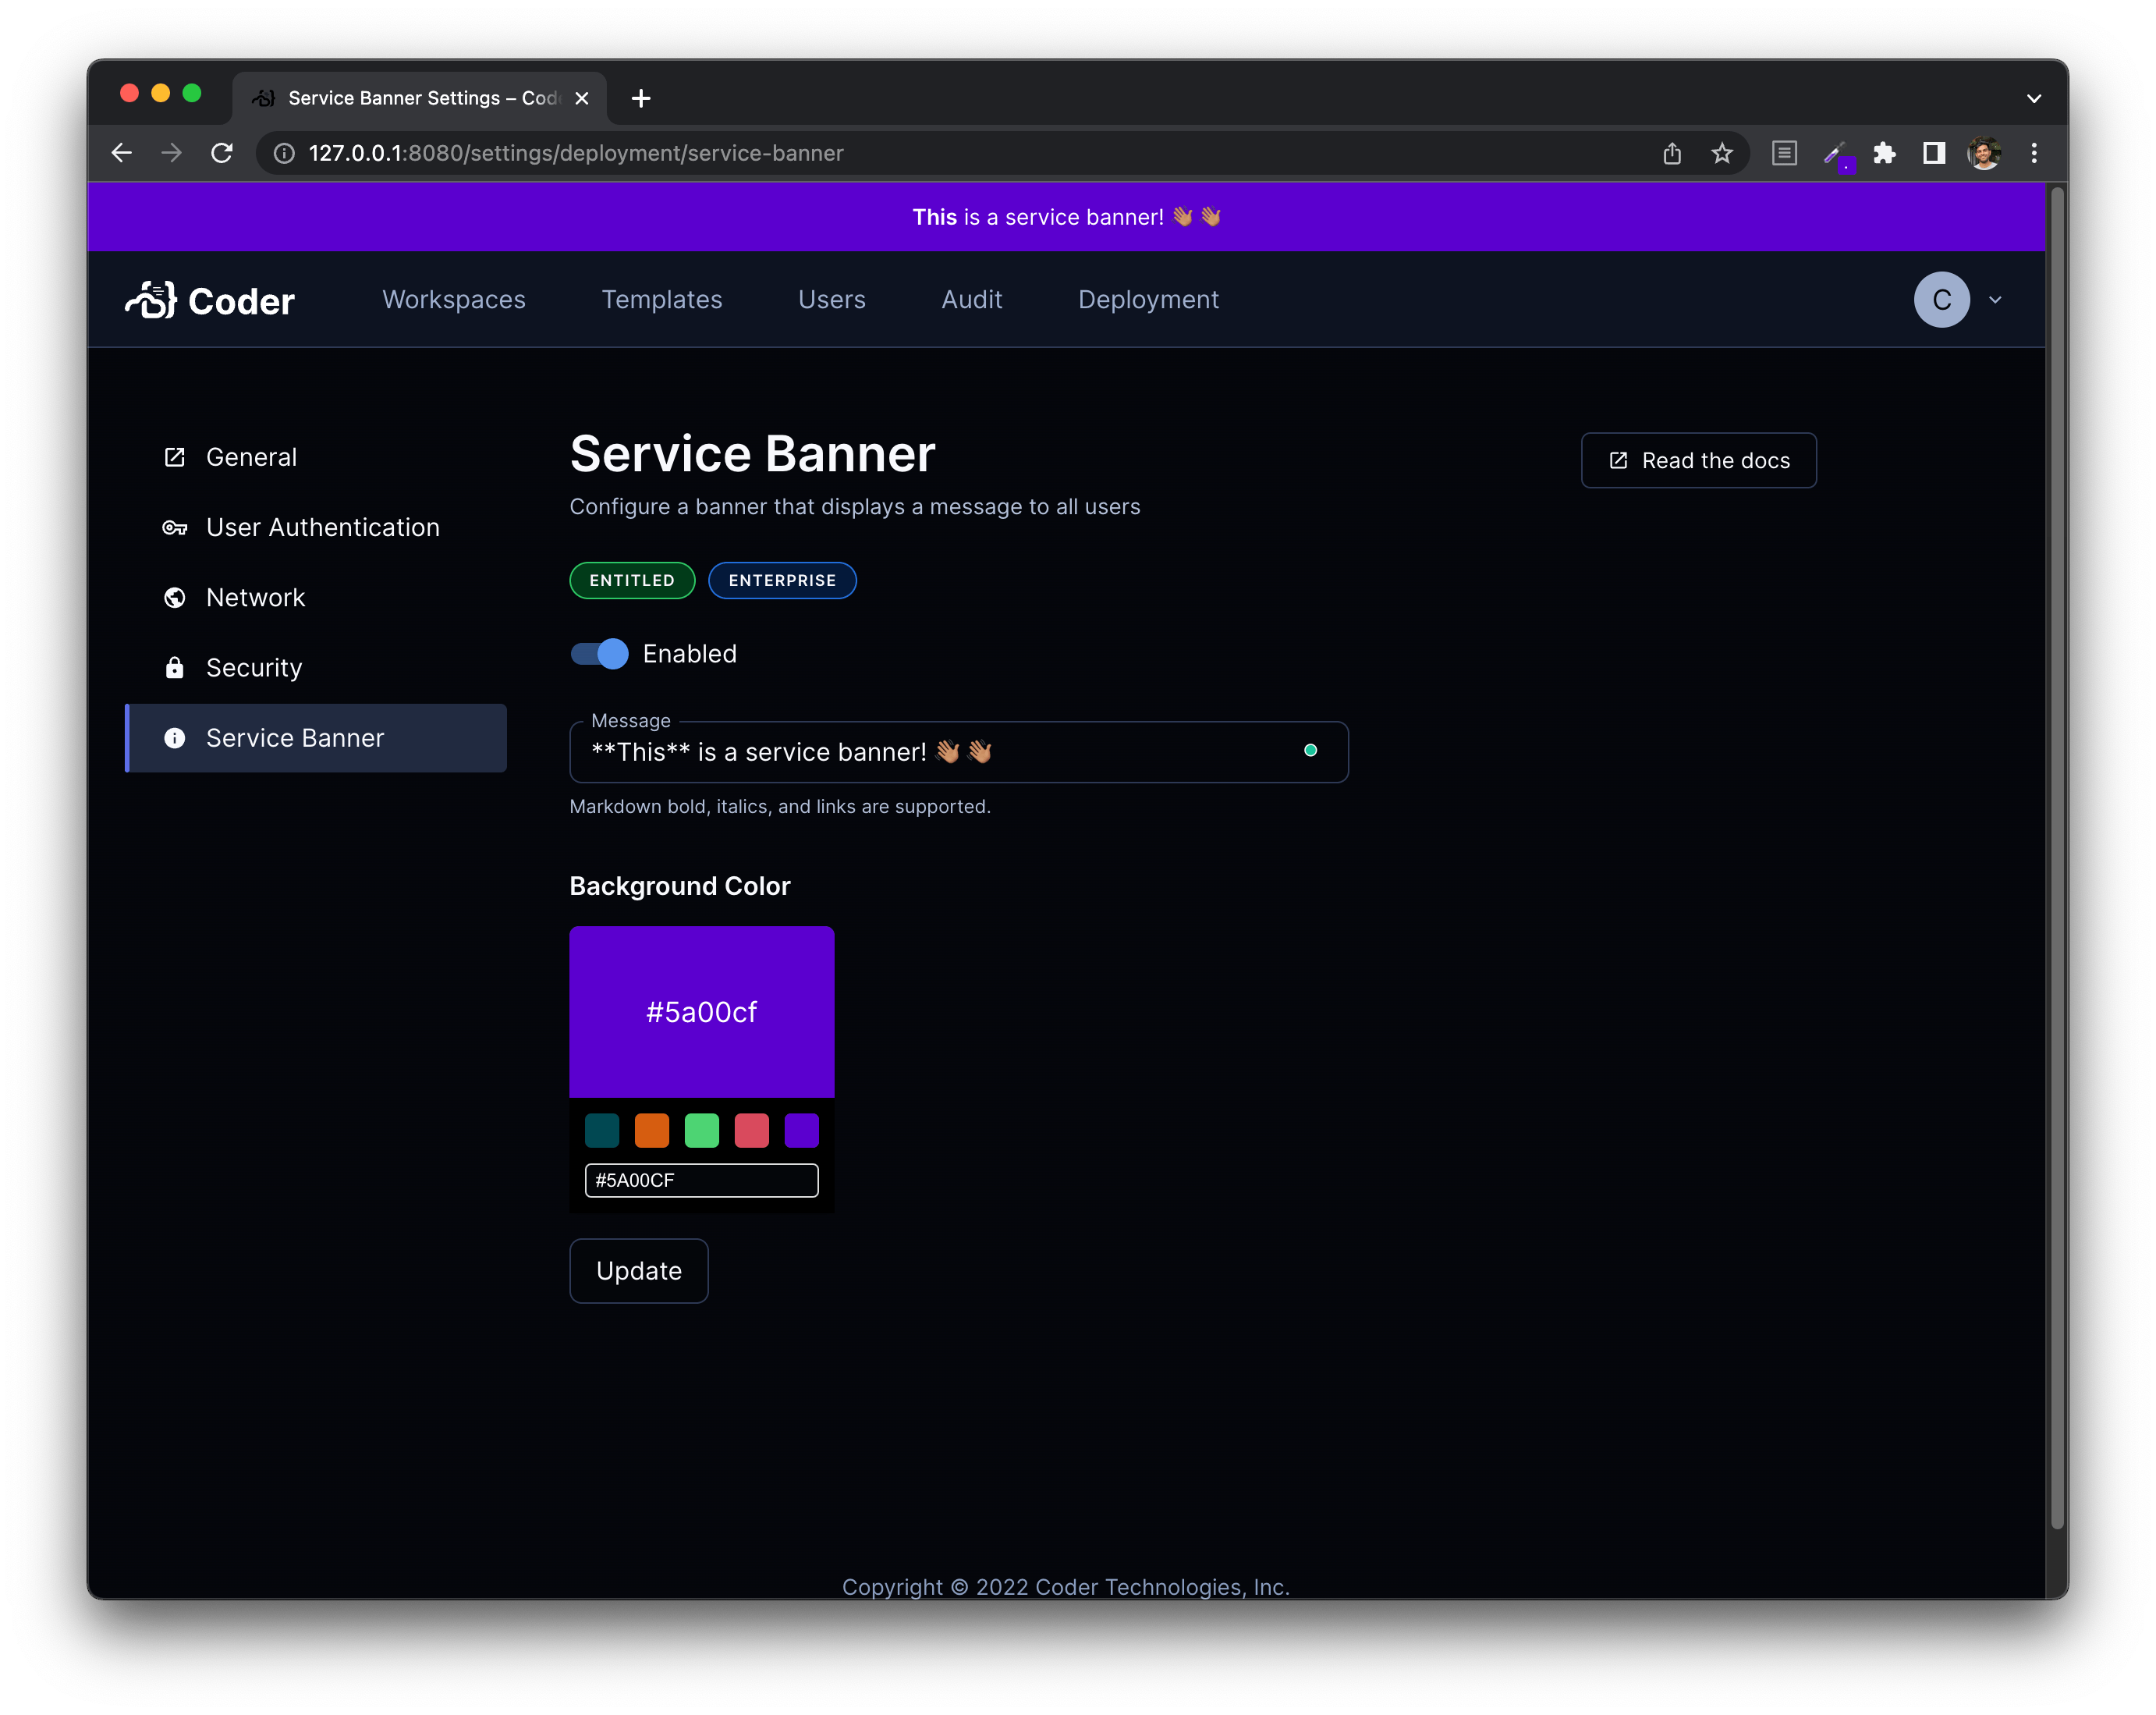 Service Banner Settings – Cod
127.0.0.1:8080/settings/deployment/service-banner
This is a service banner! 👋🏽 👋🏽
Coder Workspaces Templates Users Audit Deployment C
General
User Authentication
Network
Security
Service Banner
Service Banner
Read the docs
Configure a banner that displays a message to all users
ENTITLED ENTERPRISE
Enabled
Message
**This** is a service banner! 👋🏽 👋🏽
Markdown bold, italics, and links are supported.
Background Color
#5a00cf
#5A00CF
Update
Copyright © 2022 Coder Technologies, Inc.